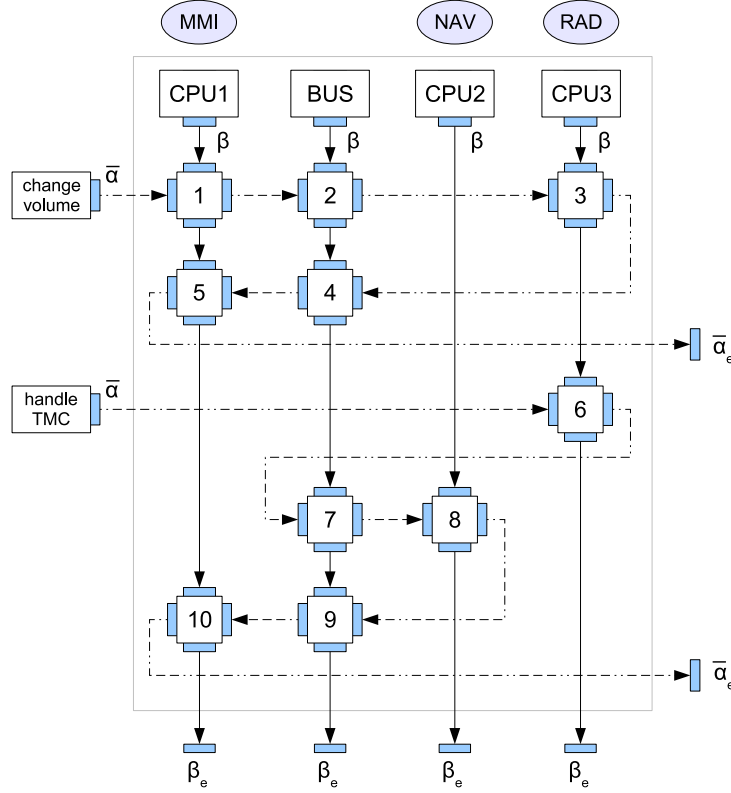 MMI NAV RAD
CPU1 BUS CPU2 CPU3
β β β β
change
volume
ᾱ
1 2 3
5 4
ᾱe
handle
TMC
ᾱ
6
7 8
10 9
ᾱe
βe βe βe βe